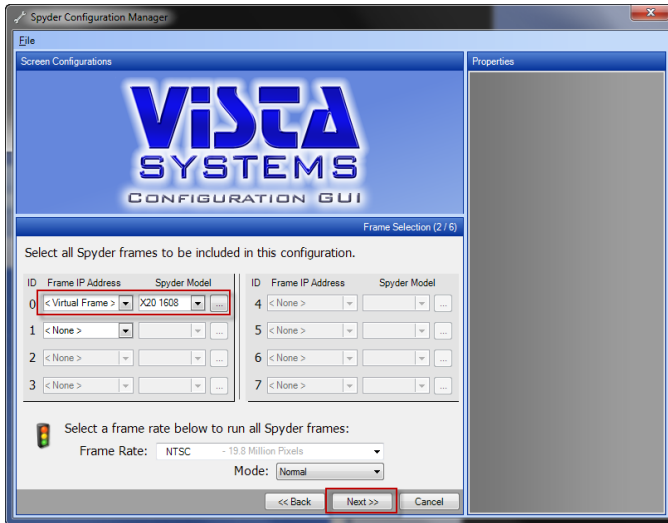 Spyder Configuration Manager
File
Screen Configurations
Properties
VISTA
SYSTEMS
CONFIGURATION GUI
Frame Selection (2 / 6)
Select all Spyder frames to be included in this configuration.
ID Frame IP Address Spyder Model ID Frame IP Address Spyder Model
0 < Virtual Frame > X20 1608 ... 4 < None > ...
1 < None > ... 5 < None > ...
2 < None > ... 6 < None > ...
3 < None > ... 7 < None > ...
Select a frame rate below to run all Spyder frames:
Frame Rate: NTSC - 19.8 Million Pixels
Mode: Normal
<< Back Next >> Cancel